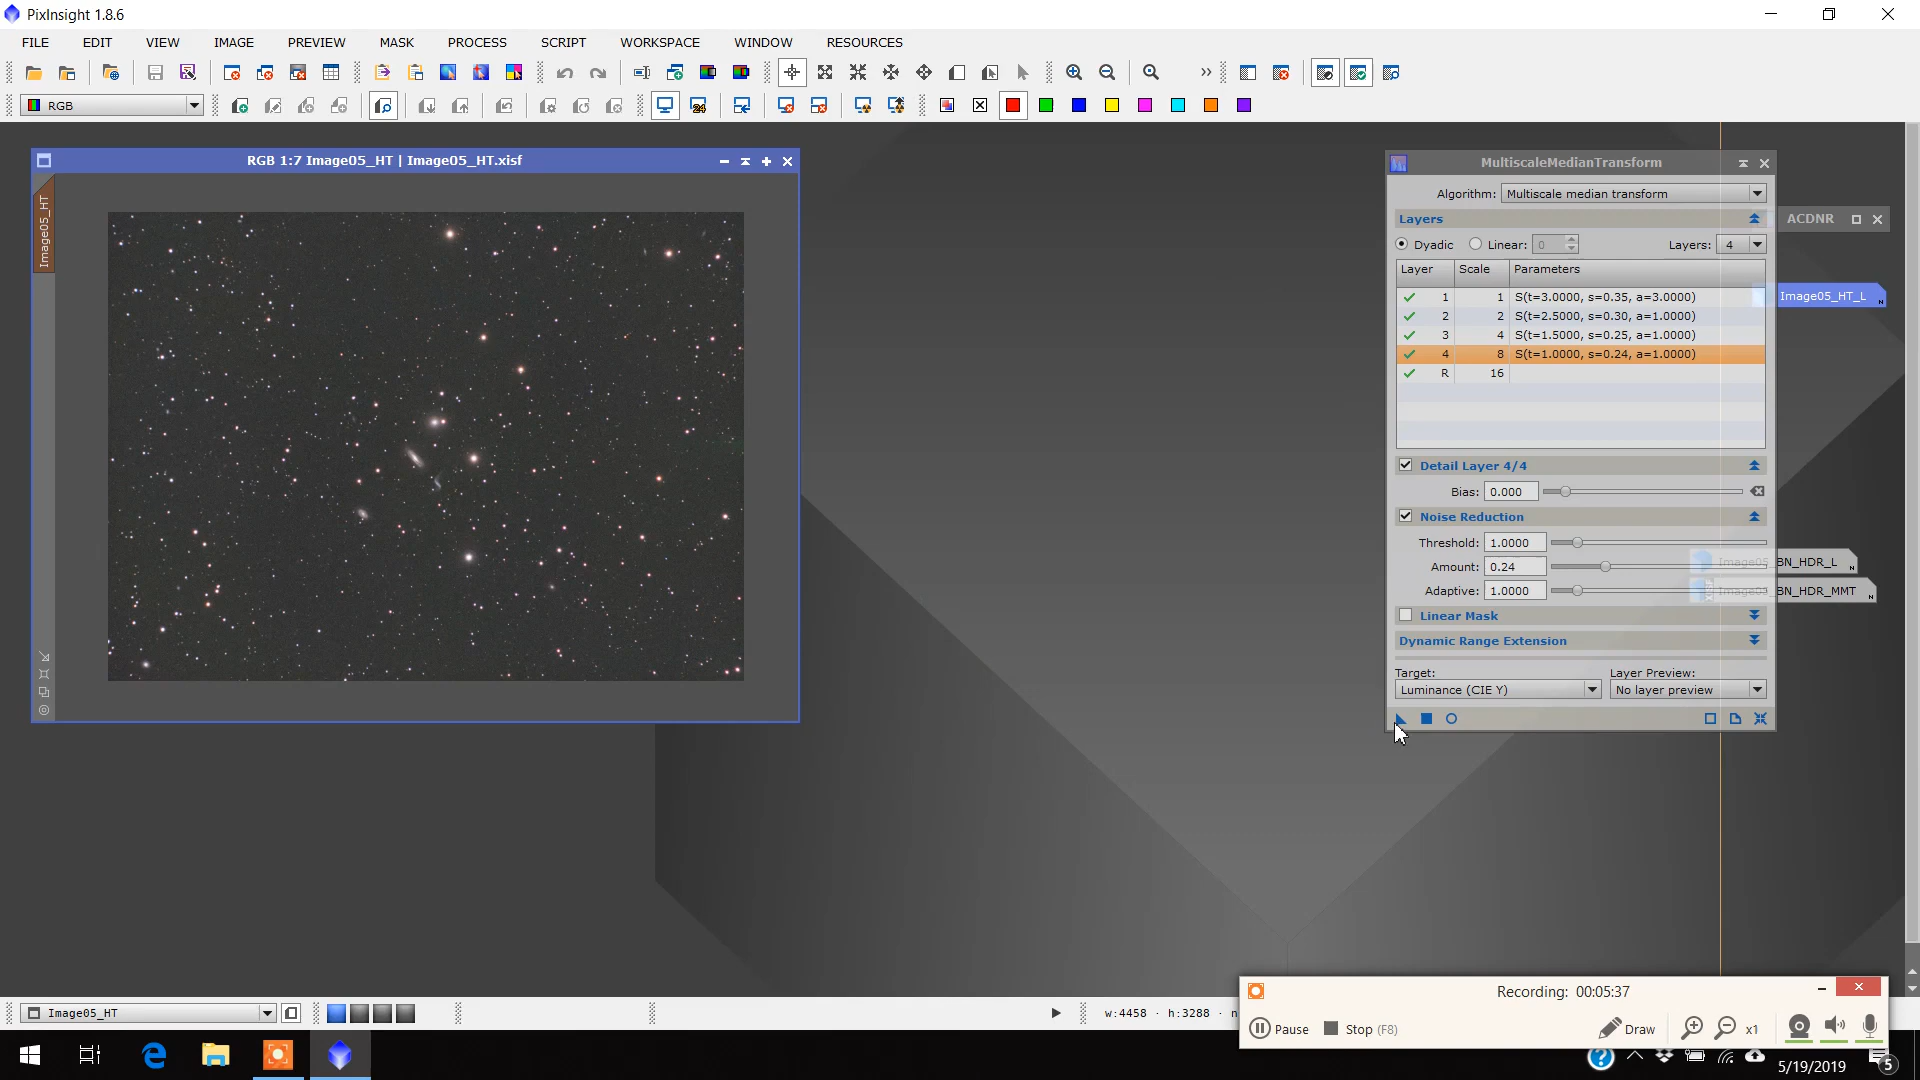 PixInsight 1.8.6
FILE EDIT VIEW IMAGE PREVIEW MASK PROCESS SCRIPT WORKSPACE WINDOW RESOURCES
RGB
24
RGB 1:7 Image05_HT | Image05_HT.xisf
Image05_HT
MultiscaleMedianTransform
Algorithm: Multiscale median transform
Layers
Dyadic Linear: 0 Layers: 4
Layer Scale Parameters
1 1 S(t=3.0000, s=0.35, a=3.0000)
2 2 S(t=2.5000, s=0.30, a=1.0000)
3 4 S(t=1.5000, s=0.25, a=1.0000)
4 8 S(t=1.0000, s=0.24, a=1.0000)
R 16
Detail Layer 4/4
Bias: 0.000
Noise Reduction
Threshold: 1.0000
Amount: 0.24
Adaptive: 1.0000
Linear Mask
Dynamic Range Extension
Target: Layer Preview:
Luminance (CIE Y) No layer preview
ACDNR
Image05_HT_L
N
Image05_BN_HDR_L
N
Image05_BN_HDR_MMT
N
Image05_HT
w:4458 · h:3288 · n
Recording: 00:05:37
Pause Stop (F8) Draw x1
5/19/2019
5